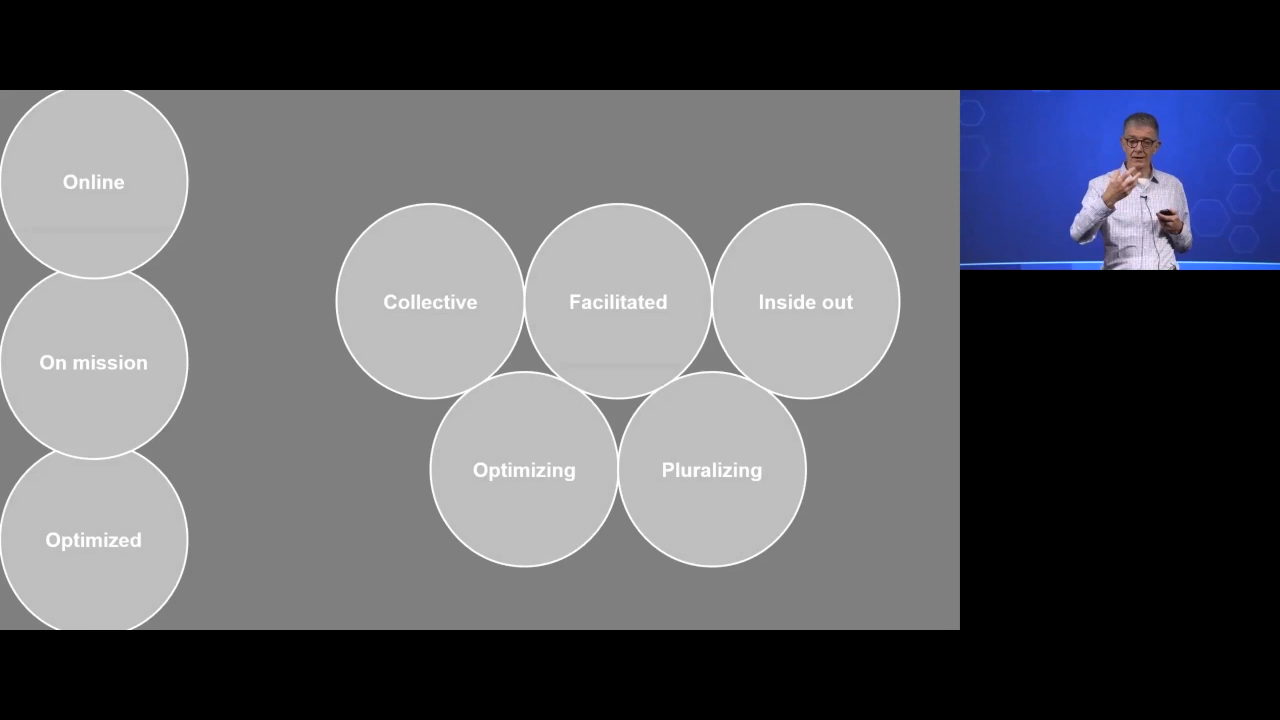 Online
On mission
Optimized
Collective
Facilitated
Inside out
Optimizing
Pluralizing